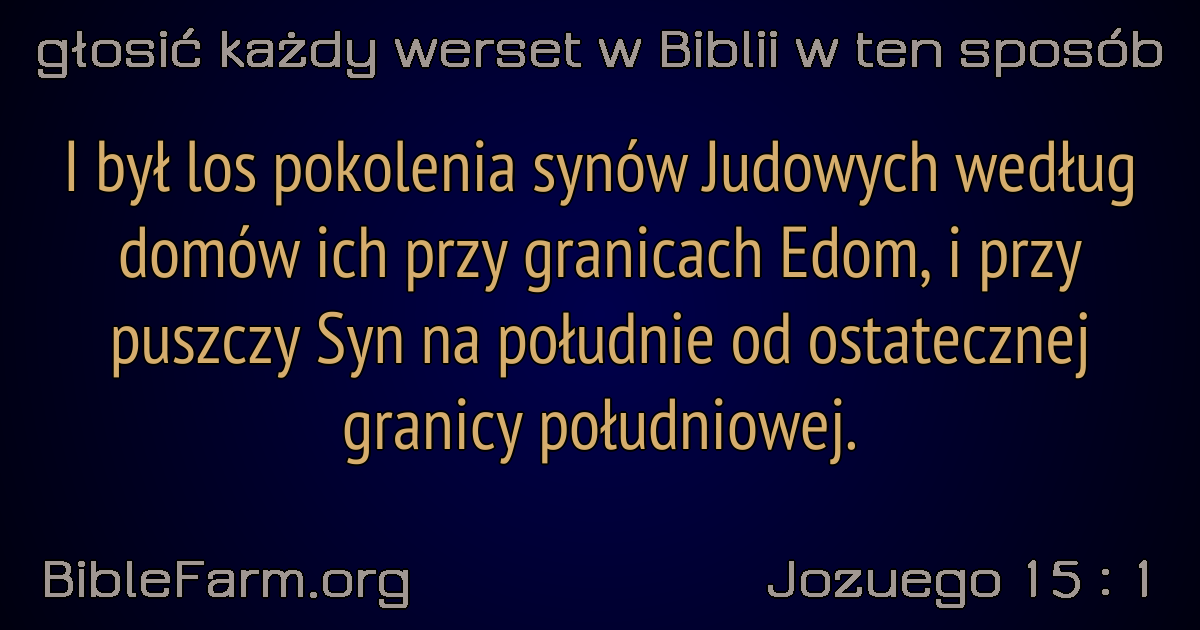 głosić każdy werset w Biblii w ten sposób
I był los pokolenia synów Judowych według
domów ich przy granicach Edom, i przy
puszczy Syn na południe od ostatecznej
granicy południowej.
BibleFarm.org
Jozuego 15 : 1